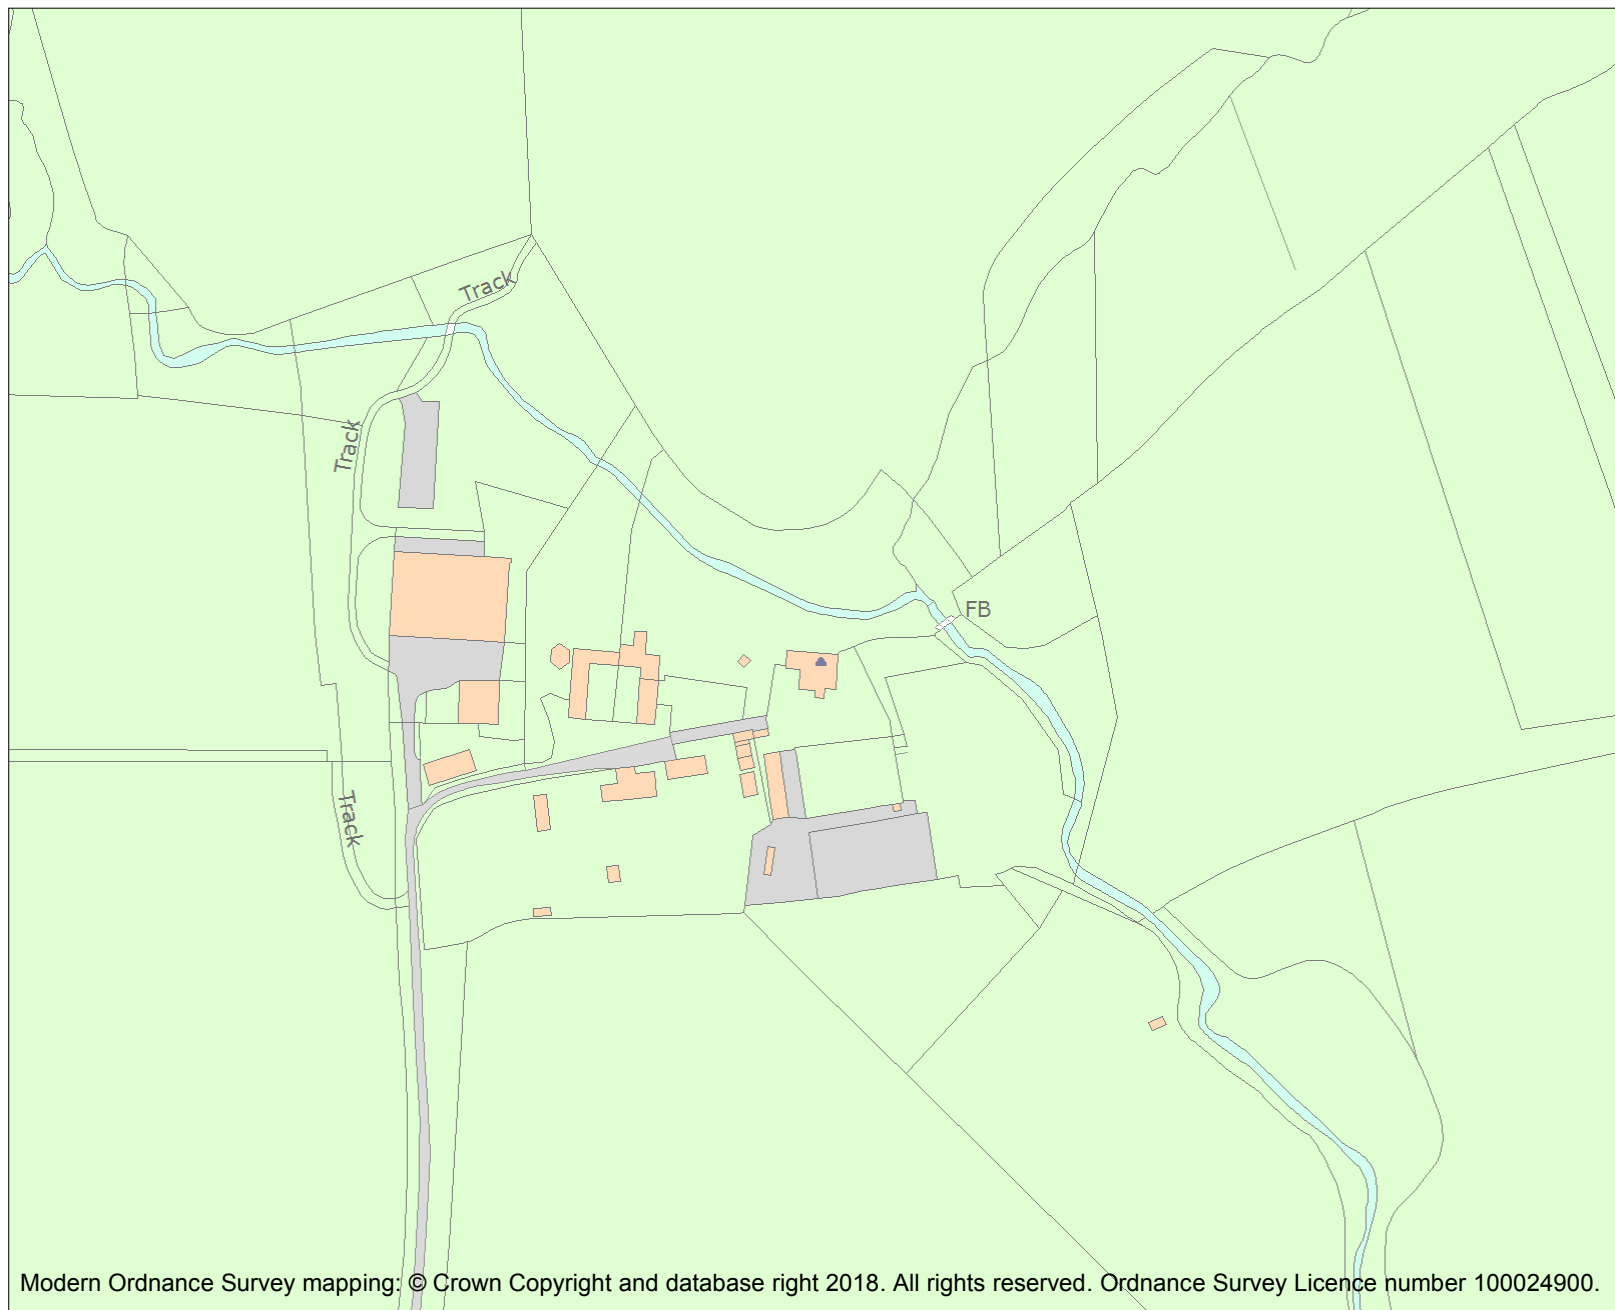 Track
Track
FB
Track
Modern Ordnance Survey mapping: © Crown Copyright and database right 2018. All rights reserved. Ordnance Survey Licence number 100024900.